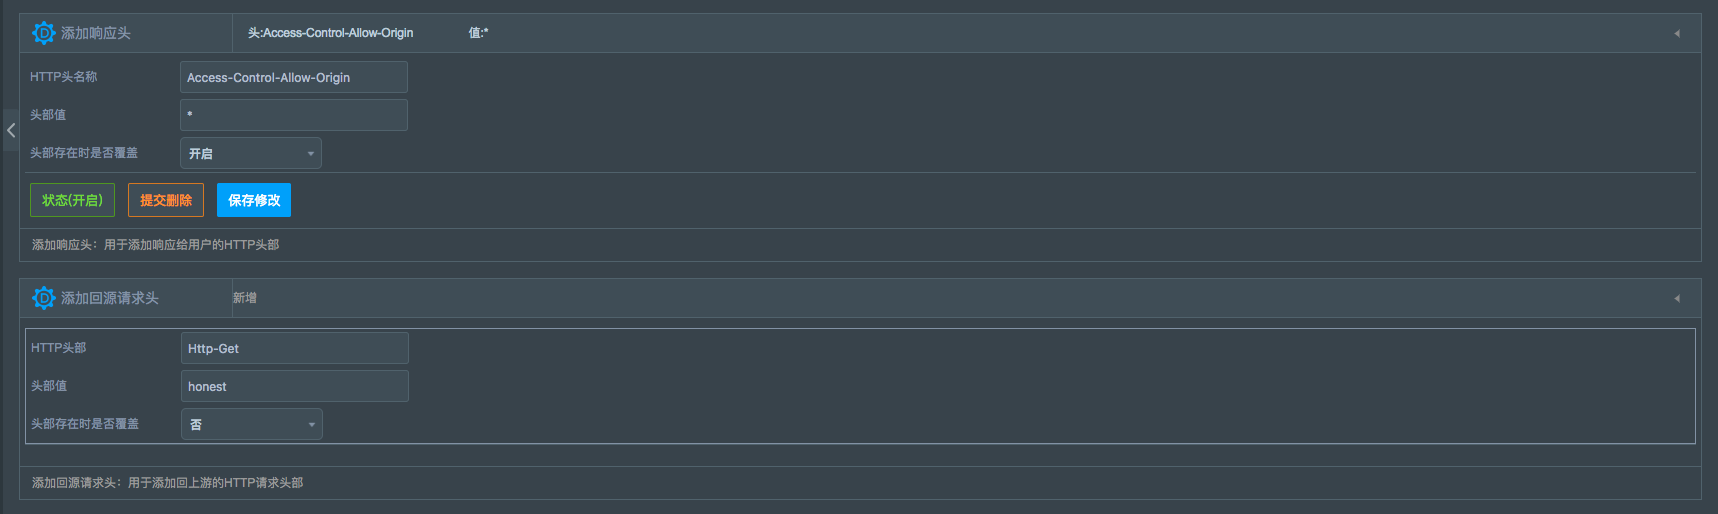 D 添加响应头 头:Access-Control-Allow-Origin 值:*
HTTP头名称 Access-Control-Allow-Origin
头部值 *
头部存在时是否覆盖 开启
状态(开启) 提交删除 保存修改
添加响应头：用于添加响应给用户的HTTP头部
D 添加回源请求头 新增
HTTP头部 Http-Get
头部值 honest
头部存在时是否覆盖 否
添加回源请求头：用于添加回上游的HTTP请求头部